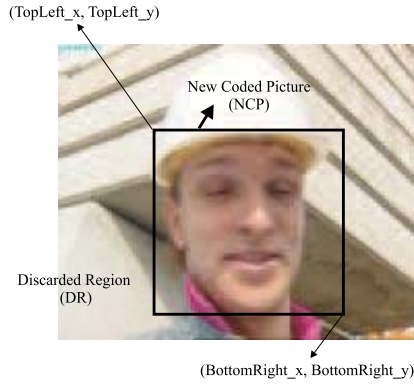 (TopLeft_x, TopLeft_y)
New Coded Picture
(NCP)
Discarded Region
(DR)
(BottomRight_x, BottomRight_y)